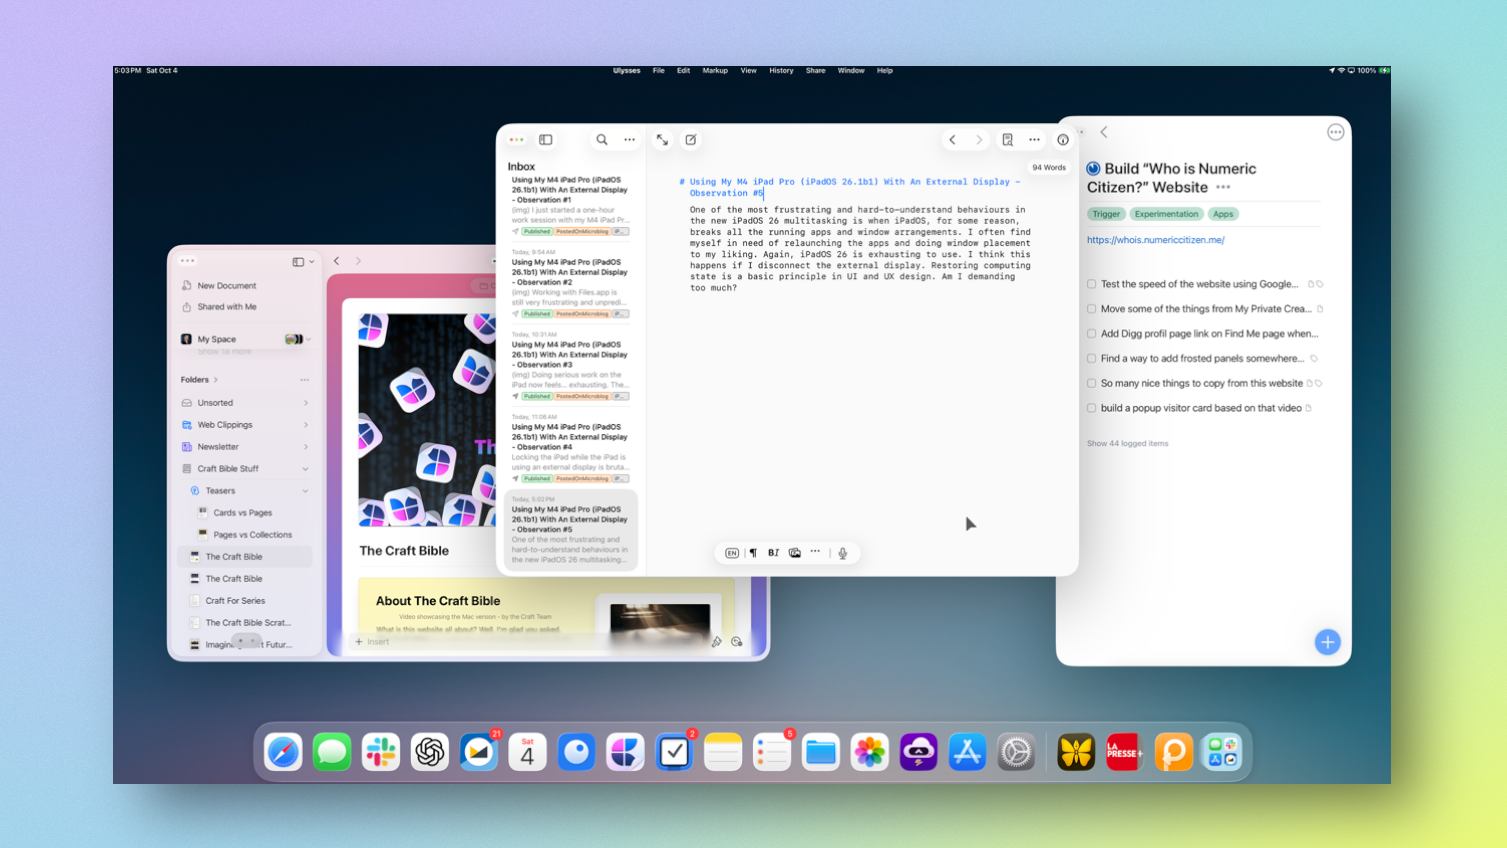 5:03 PM Sat Oct 4
Ulysses File Edit Markup View History Share Window Help
100%
New Document
Shared with Me
My Space
Show 18 more
Folders
Unsorted
Web Clippings
Newsletter
Craft Bible Stuff
Teasers
Cards vs Pages
Pages vs Collections
The Craft Bible
The Craft Bible
Craft For Series
The Craft Bible Scrat...
Th
The Craft Bible
About The Craft Bible
Video showcasing the Mac version - by the Craft Team
What is this website all about? Well, I'm glad you asked.
Insert
Inbox
Using My M4 iPad Pro (iPadOS
26.1b1) With An External Display
- Observation #1
(img) I just started a one-hour
work session with my M4 iPad Pr...
Published PostedOnMicroblog iP...
Today, 9:54 AM
Using My M4 iPad Pro (iPadOS
26.1b1) With An External Display
- Observation #2
(img) Working with Files.app is
still very frustrating and unpredi...
Published PostedOnMicroblog iP...
Today, 10:31 AM
Using My M4 iPad Pro (iPadOS
26.1b1) With An External Display
- Observation #3
(img) Doing serious work on the
iPad now feels... exhausting. The...
Published PostedOnMicroblog iP...
Today, 11:06 AM
Using My M4 iPad Pro (iPadOS
26.1b1) With An External Display
- Observation #4
Locking the iPad while the iPad is
using an external display is bruta...
Published PostedOnMicroblog iP...
Today, 5:02 PM
Using My M4 iPad Pro (iPadOS
26.1b1) With An External Display
- Observation #5
One of the most frustrating and
hard-to-understand behaviours in
the new iPadOS 26 multitasking...
94 Words
# Using My M4 iPad Pro (iPadOS 26.1b1) With An External Display -
Observation #5
One of the most frustrating and hard-to-understand behaviours in
the new iPadOS 26 multitasking is when iPadOS, for some reason,
breaks all the running apps and window arrangements. I often find
myself in need of relaunching the apps and doing window placement
to my liking. Again, iPadOS 26 is exhausting to use. I think this
happens if I disconnect the external display. Restoring computing
state is a basic principle in UI and UX design. Am I demanding
too much?
EN
BI
Build “Who is Numeric
Citizen?” Website
Trigger Experimentation Apps
https://whois.numericcitizen.me/
Test the speed of the website using Google...
Move some of the things from My Private Crea...
Add Digg profil page link on Find Me page when...
Find a way to add frosted panels somewhere...
So many nice things to copy from this website
build a popup visitor card based on that video
Show 44 logged items
21
Sat
4
2
5
LA
PRESSE+